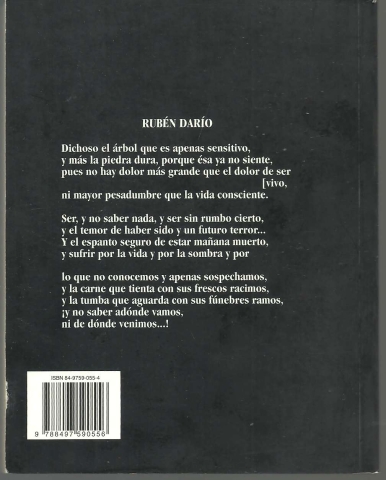 RUBÉN DARÍO
Dichoso el árbol que es apenas sensitivo,
y más la piedra dura, porque ésa ya no siente,
pues no hay dolor más grande que el dolor de ser
[vivo,
ni mayor pesadumbre que la vida consciente.
Ser, y no saber nada, y ser sin rumbo cierto,
y el temor de haber sido y un futuro terror...
Y el espanto seguro de estar mañana muerto,
y sufrir por la vida y por la sombra y por
lo que no conocemos y apenas sospechamos,
y la carne que tienta con sus frescos racimos,
y la tumba que aguarda con sus fúnebres ramos,
¡y no saber adónde vamos,
ni de dónde venimos...!
ISBN 84-9759-055-4
9 788497 590556